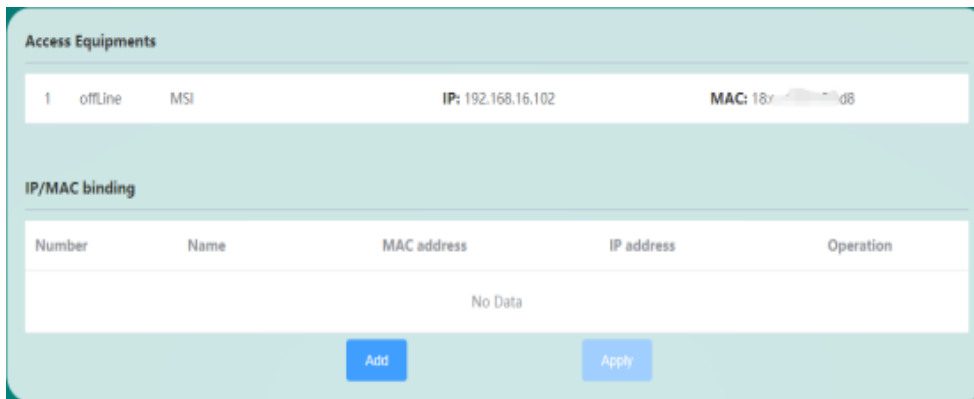 Access Equipments
1 offLine MSI IP: 192.168.16.102 MAC: 18: d8
IP/MAC binding
Number Name MAC address IP address Operation
No Data
Add Apply